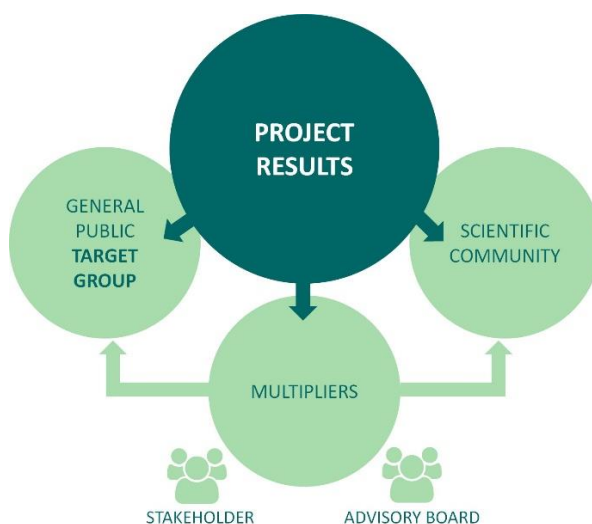 PROJECT
RESULTS
GENERAL
PUBLIC
TARGET
GROUP
SCIENTIFIC
COMMUNITY
MULTIPLIERS
STAKEHOLDER
ADVISORY BOARD